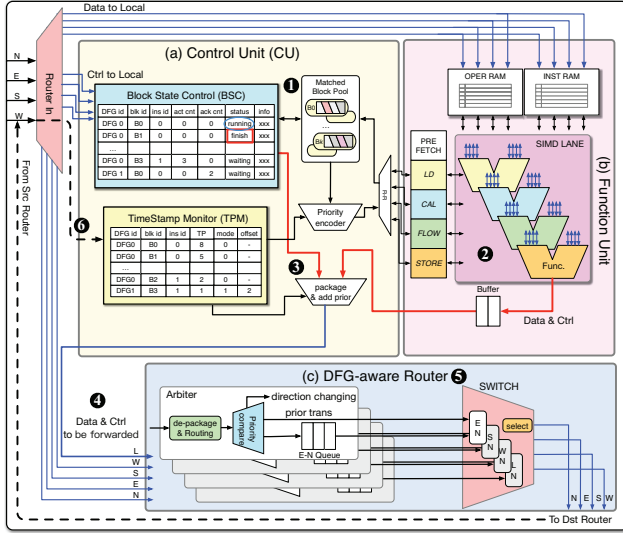 Data to Local
(a) Control Unit (CU)
Ctrl to Local
Router In
N
E
S
W
From Src Router
Block State Control (BSC)
DFG id blk id ins id act cnt ack cnt status info
DFG 0 B0 0 0 0 running xxx
DFG 0 B1 0 0 0 finish xxx
...
DFG 0 B3 1 3 0 waiting xxx
DFG 1 B0 0 0 2 waiting xxx
1
Matched
Block Pool
B0
...
Bk
Priority
encoder
R-R
6
TimeStamp Monitor (TPM)
DFG id blk id ins id TP mode offset
DFG0 B0 8 0 -
DFG0 B1 0 5 0 -
...
DFG0 B2 1 2 0 -
DFG1 B3 1 1 1 2
3
package
& add prior
(b) Function Unit
OPER RAM
INST RAM
PRE
FETCH
LD
CAL
FLOW
STORE
SIMD LANE
2
Func.
Buffer
Data & Ctrl
(c) DFG-aware Router 5
4
Data & Ctrl
to be forwarded
L
W
S
E
N
Arbiter
de-package
& Routing
Priority
compare
direction changing
prior trans
E-N Queue
SWITCH
E
N
S
N
W
N
L
N
select
N E S W
To Dst Router